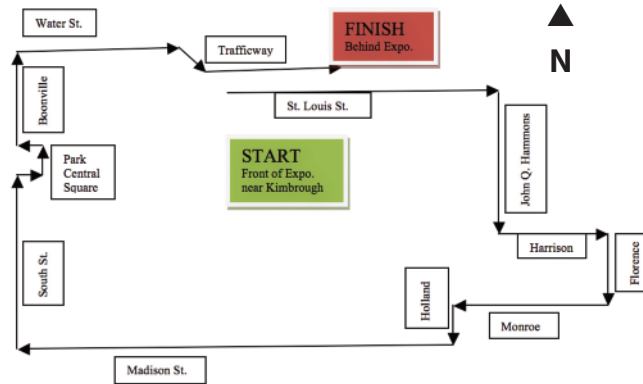 Water St.
Trafficway
FINISH
Behind Expo.
N
Boonville
St. Louis St.
START
Front of Expo.
near Kimbrough
John Q. Hammons
Park
Central
Square
South St.
Harrison
Florence
Holland
Monroe
Madison St.